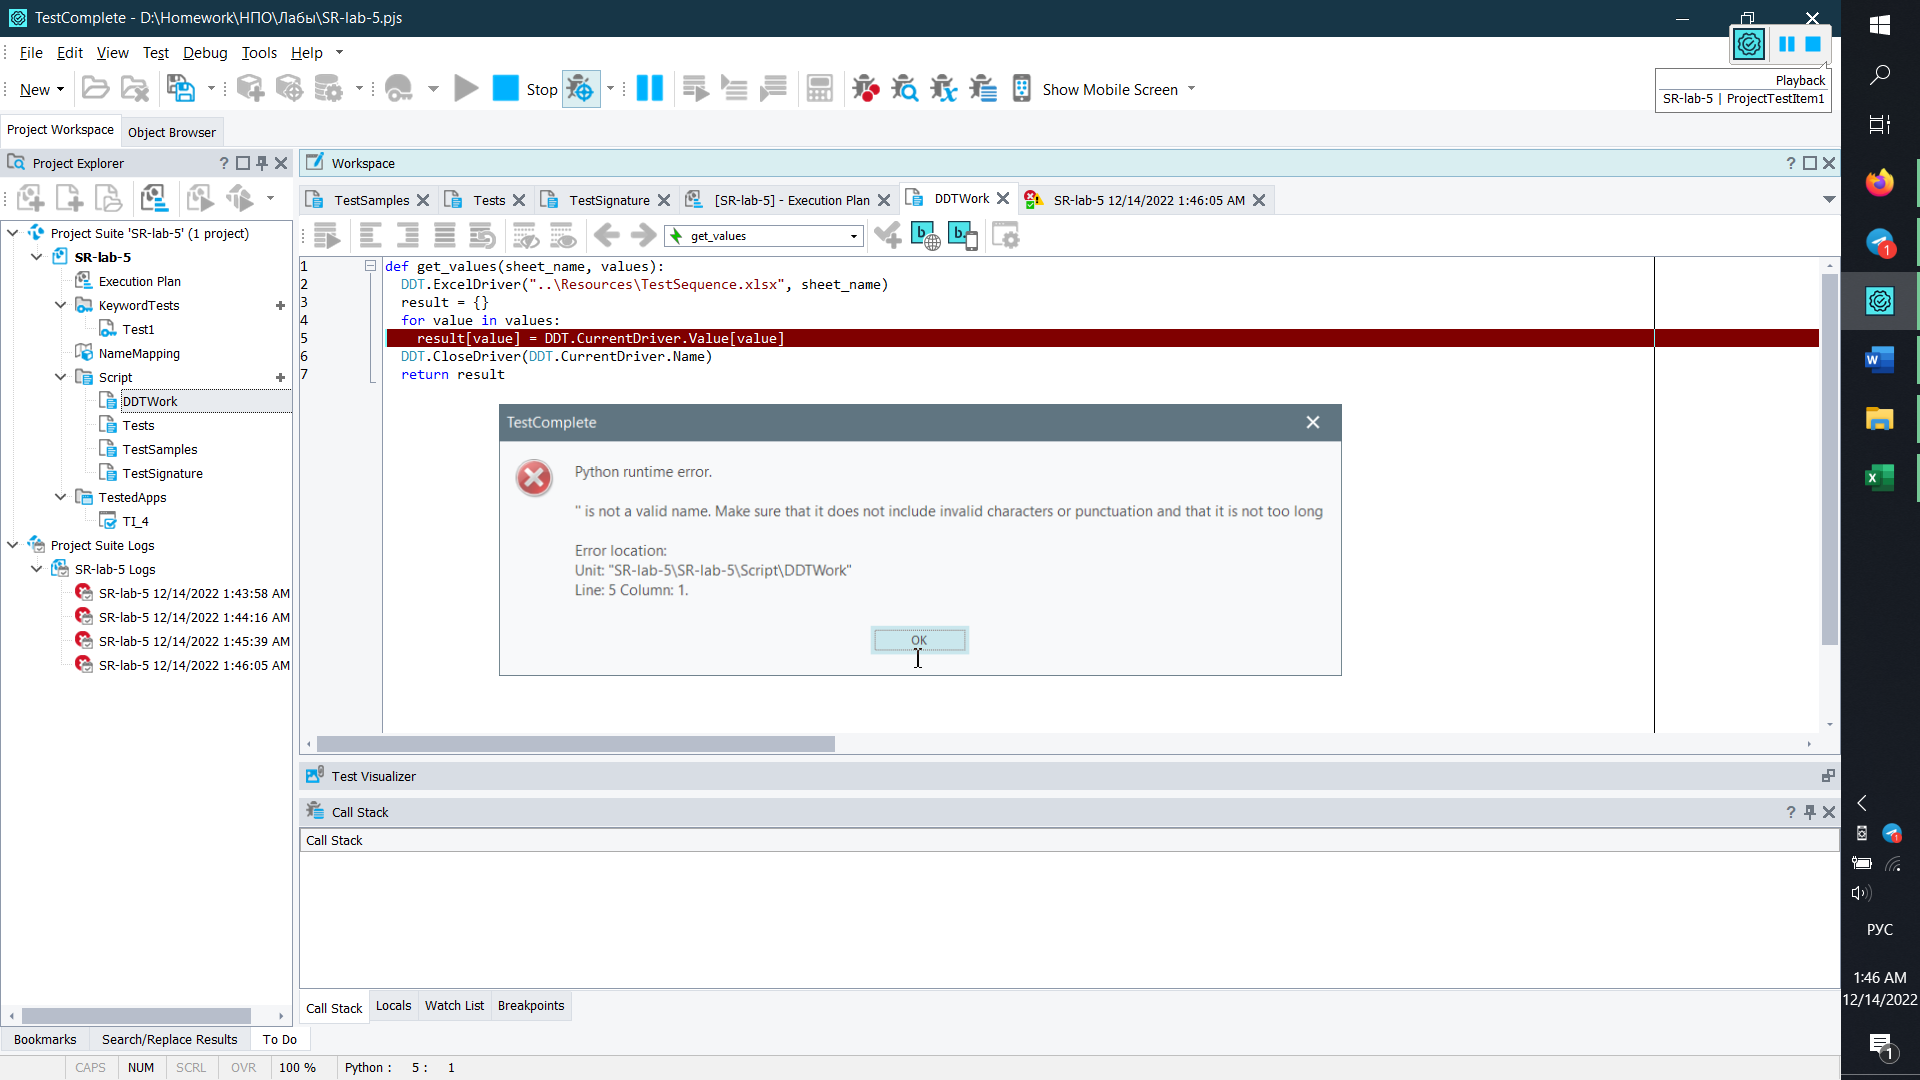 TestComplete - D:\Homework\НПО\Лабы\SR-lab-5.pjs
File Edit View Test Debug Tools Help
New Stop Show Mobile Screen
Playback
SR-lab-5 | ProjectTestItem1
Project Workspace Object Browser
Project Explorer
Workspace
TestSamples Tests TestSignature [SR-lab-5] - Execution Plan DDTWork SR-lab-5 12/14/2022 1:46:05 AM
get_values
Project Suite 'SR-lab-5' (1 project)
SR-lab-5
Execution Plan
KeywordTests
Test1
NameMapping
Script
DDTWork
Tests
TestSamples
TestSignature
TestedApps
TI_4
Project Suite Logs
SR-lab-5 Logs
SR-lab-5 12/14/2022 1:43:58 AM
SR-lab-5 12/14/2022 1:44:16 AM
SR-lab-5 12/14/2022 1:45:39 AM
SR-lab-5 12/14/2022 1:46:05 AM
1 def get_values(sheet_name, values):
2 DDT.ExcelDriver("..\Resources\TestSequence.xlsx", sheet_name)
3 result = {}
4 for value in values:
5 result[value] = DDT.CurrentDriver.Value[value]
6 DDT.CloseDriver(DDT.CurrentDriver.Name)
7 return result
TestComplete
Python runtime error.
'' is not a valid name. Make sure that it does not include invalid characters or punctuation and that it is not too long
Error location:
Unit: "SR-lab-5\SR-lab-5\Script\DDTWork"
Line: 5 Column: 1.
OK
Test Visualizer
Call Stack
Call Stack
Call Stack Locals Watch List Breakpoints
Bookmarks Search/Replace Results To Do
CAPS NUM SCRL OVR 100 % Python : 5 : 1
РУС
1:46 AM
12/14/2022
1